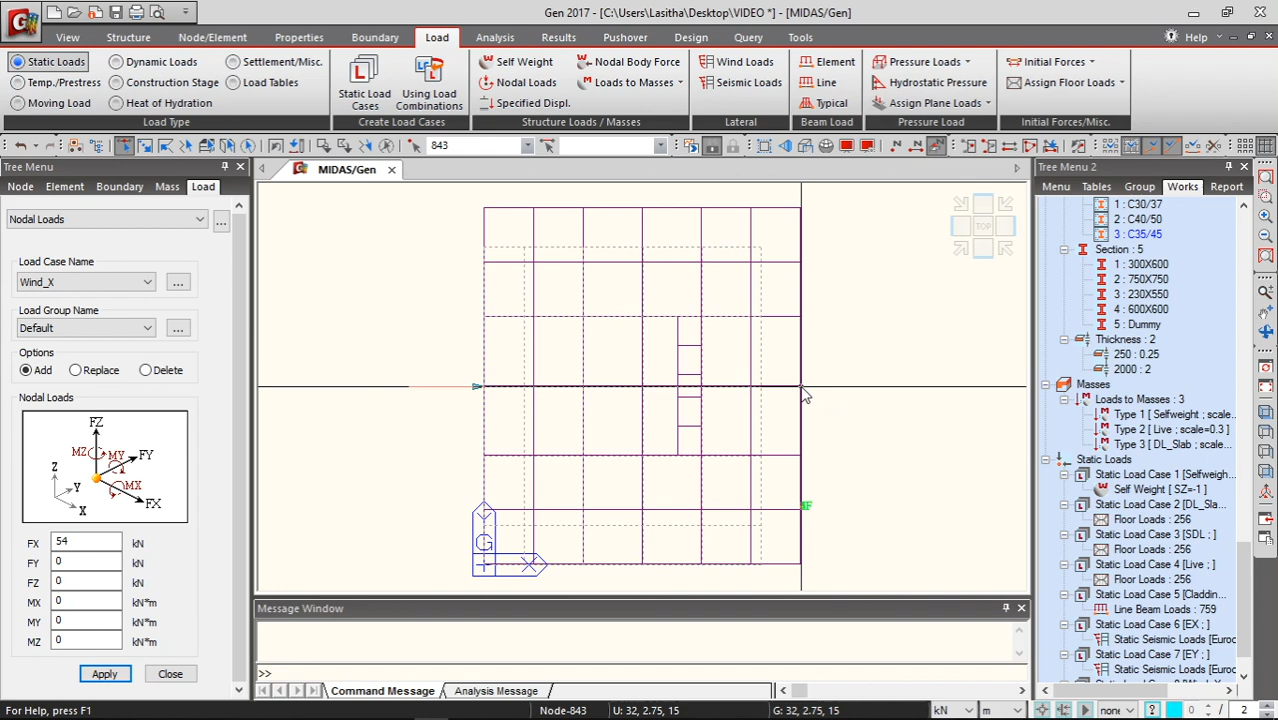 Gen 2017 - [C:\Users\Lasitha\Desktop\VIDEO *] - [MIDAS/Gen]
View Structure Node/Element Properties Boundary Load Analysis Results Pushover Design Query Tools Help
Static Loads Dynamic Loads Settlement/Misc.
Temp./Prestress Construction Stage Load Tables
Moving Load Heat of Hydration
Load Type
Static Load Cases
Using Load Combinations
Create Load Cases
Self Weight Nodal Body Force
Nodal Loads Loads to Masses
Specified Displ.
Structure Loads / Masses
Wind Loads
Seismic Loads
Lateral
Element
Line
Typical
Beam Load
Pressure Loads
Hydrostatic Pressure
Assign Plane Loads
Pressure Load
Initial Forces
Assign Floor Loads
Initial Forces/Misc.
843
Tree Menu
Node Element Boundary Mass Load
Nodal Loads
...
Load Case Name
Wind_X
...
Load Group Name
Default
...
Options
Add Replace Delete
Nodal Loads
FZ
MZ MY FY
Z
Y
X
MX
FX
FX 54 kN
FY 0 kN
FZ 0 kN
MX 0 kN*m
MY 0 kN*m
MZ 0 kN*m
Apply Close
MIDAS/Gen
TOP
Y
G
X
Message Window
>>
Command Message Analysis Message
Tree Menu 2
Menu Tables Group Works Report
1 : C30/37
2 : C40/50
3 : C35/45
Section : 5
1 : 300X600
2 : 750X750
3 : 230X550
4 : 600X600
5 : Dummy
Thickness : 2
250 : 0.25
2000 : 2
Masses
Loads to Masses : 3
Type 1 [ Selfweight ; scale...
Type 2 [ Live ; scale=0.3 ]
Type 3 [ DL_Slab ; scale...
Static Loads
Static Load Case 1 [Selfweigh
Self Weight [ SZ=-1 ]
Static Load Case 2 [DL_Sla...
Floor Loads : 256
Static Load Case 3 [SDL ;
Floor Loads : 256
Static Load Case 4 [Live ; ]
Floor Loads : 256
Static Load Case 5 [Claddin
Line Beam Loads : 759
Static Load Case 6 [EX ; ]
Static Seismic Loads [Euroc
Static Load Case 7 [EY ; ]
Static Seismic Loads [Euroc
For Help, press F1
Node-843
U: 32, 2.75, 15
G: 32, 2.75, 15
kN
m
none
0
/
2